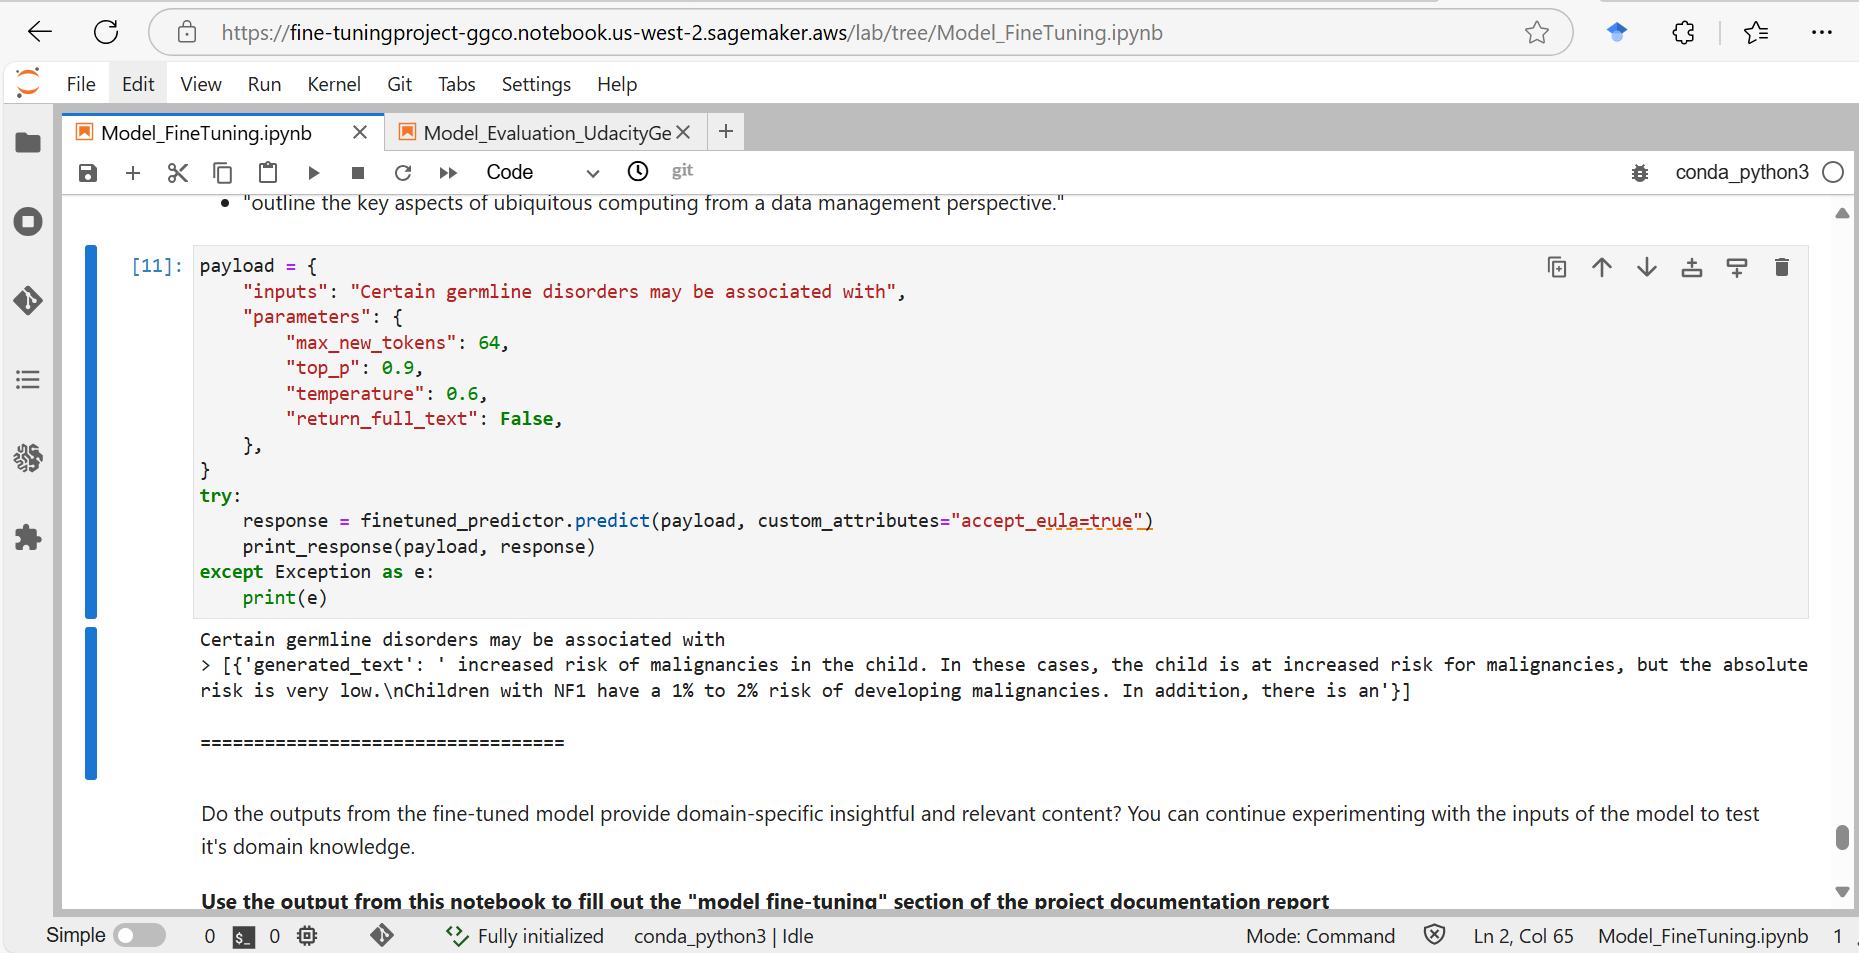 https://fine-tuningproject-ggco.notebook.us-west-2.sagemaker.aws/lab/tree/Model_FineTuning.ipynb
File Edit View Run Kernel Git Tabs Settings Help
Model_FineTuning.ipynb Model_Evaluation_UdacityGe
Code git conda_python3
"outline the key aspects of ubiquitous computing from a data management perspective."
[11]: payload = {
"inputs": "Certain germline disorders may be associated with",
"parameters": {
"max_new_tokens": 64,
"top_p": 0.9,
"temperature": 0.6,
"return_full_text": False,
},
}
try:
response = finetuned_predictor.predict(payload, custom_attributes="accept_eula=true")
print_response(payload, response)
except Exception as e:
print(e)
Certain germline disorders may be associated with
> [{'generated_text': ' increased risk of malignancies in the child. In these cases, the child is at increased risk for malignancies, but the absolute
risk is very low.\nChildren with NF1 have a 1% to 2% risk of developing malignancies. In addition, there is an'}]
==================================
Do the outputs from the fine-tuned model provide domain-specific insightful and relevant content? You can continue experimenting with the inputs of the model to test
it's domain knowledge.
Use the output from this notebook to fill out the "model fine-tuning" section of the project documentation report
Simple 0 $_ 0 Fully initialized conda_python3 | Idle Mode: Command Ln 2, Col 65 Model_FineTuning.ipynb 1